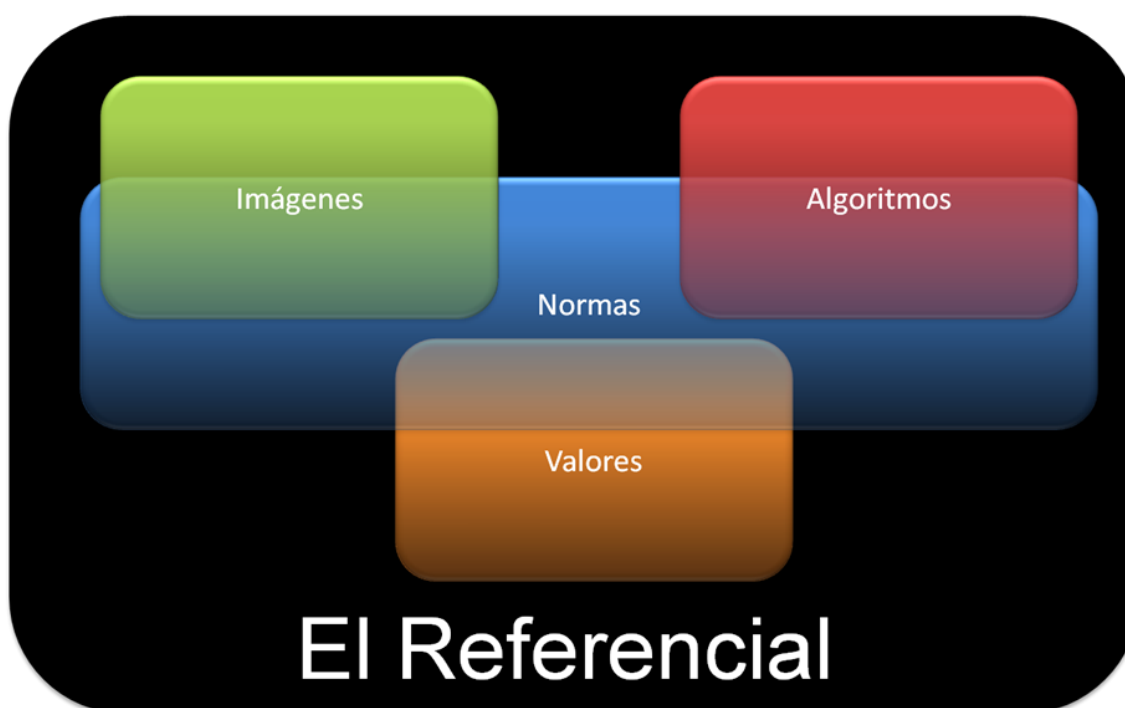 Imágenes
Algoritmos
Normas
Valores
El Referencial